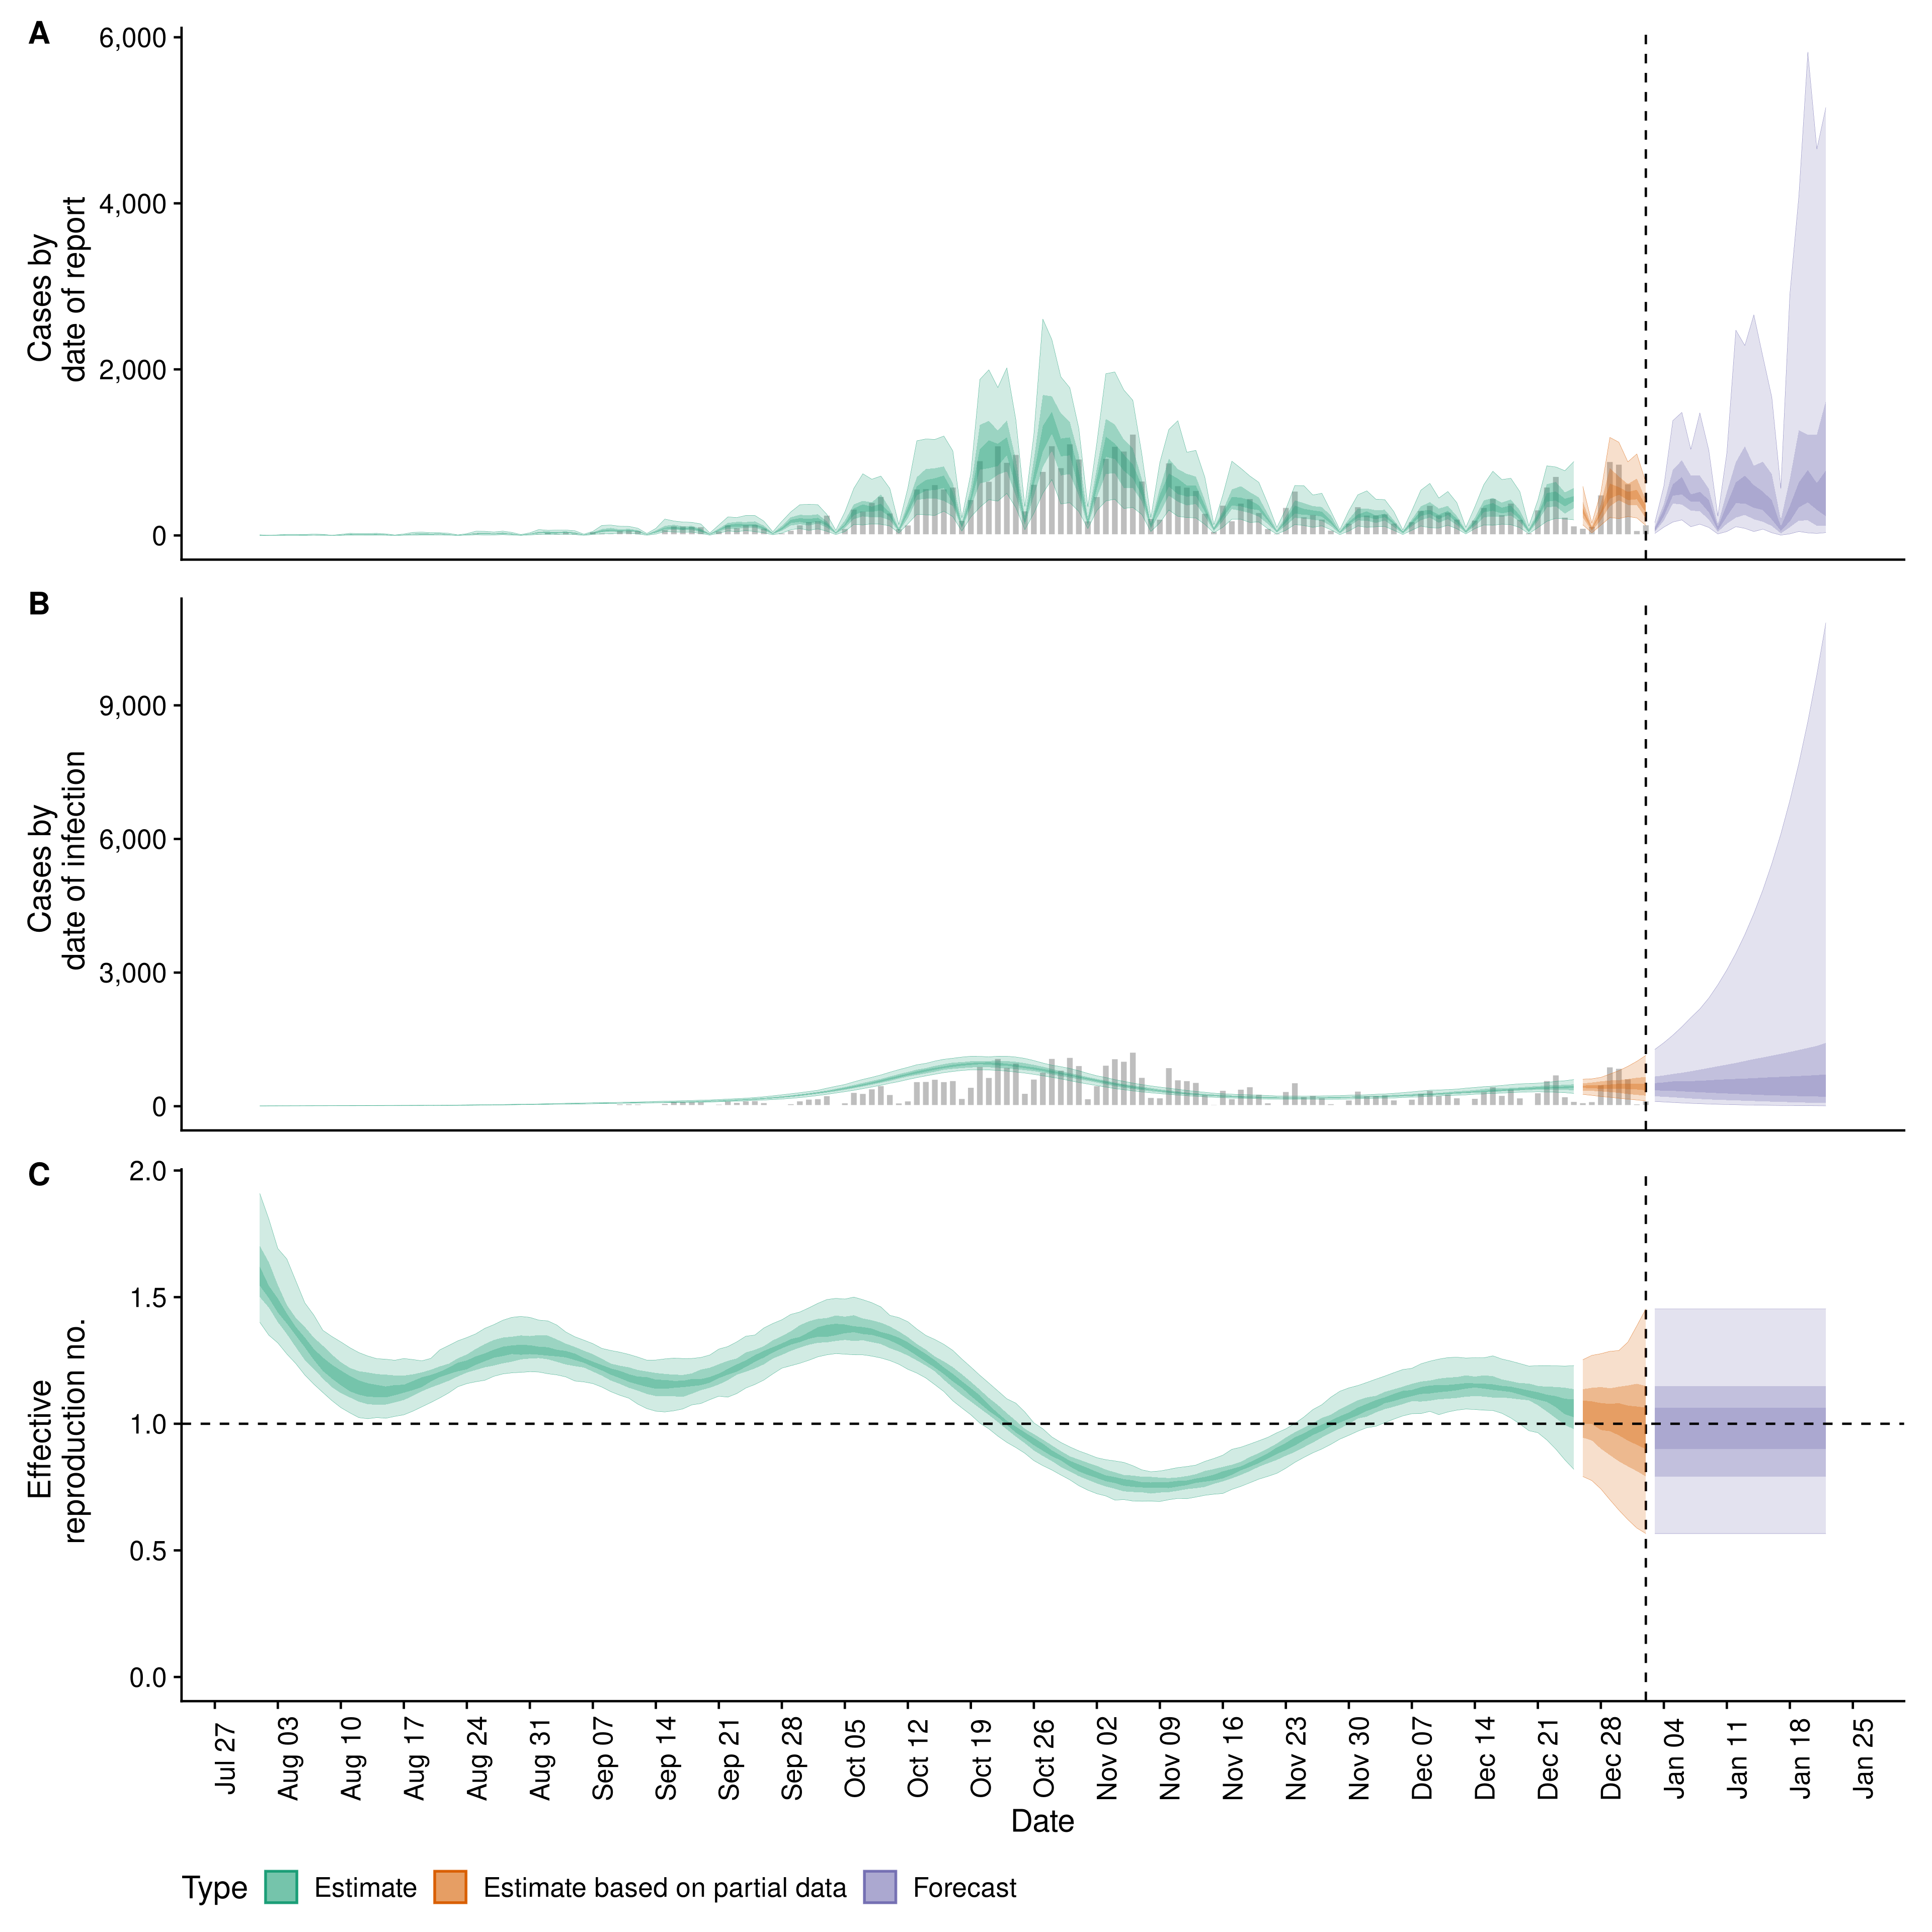 A
6,000
4,000
2,000
0
Cases by
date of report
B
9,000
6,000
3,000
0
Cases by
date of infection
C
2.0
1.5
1.0
0.5
0.0
Effective
reproduction no.
Jul 27
Aug 03
Aug 10
Aug 17
Aug 24
Aug 31
Sep 07
Sep 14
Sep 21
Sep 28
Oct 05
Oct 12
Oct 19
Oct 26
Nov 02
Nov 09
Nov 16
Nov 23
Nov 30
Dec 07
Dec 14
Dec 21
Dec 28
Jan 04
Jan 11
Jan 18
Jan 25
Date
Type Estimate Estimate based on partial data Forecast